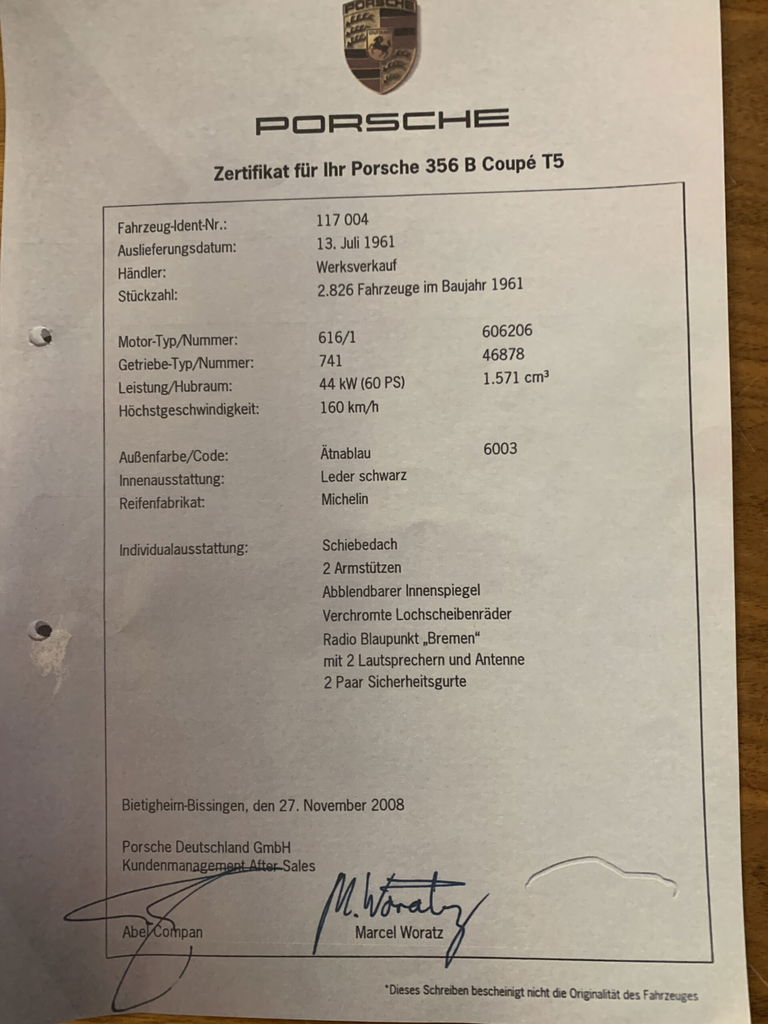 PORSCHE
PORSCHE
Zertifikat für Ihr Porsche 356 B Coupé T5
Fahrzeug-Ident-Nr.: 117 004
Auslieferungsdatum: 13. Juli 1961
Händler: Werksverkauf
Stückzahl: 2.826 Fahrzeuge im Baujahr 1961
Motor-Typ/Nummer: 616/1 606206
Getriebe-Typ/Nummer: 741 46878
Leistung/Hubraum: 44 kW (60 PS) 1.571 cm³
Höchstgeschwindigkeit: 160 km/h
Außenfarbe/Code: Ätnablau 6003
Innenausstattung: Leder schwarz
Reifenfabrikat: Michelin
Individualausstattung: Schiebedach
2 Armstützen
Abblendbarer Innenspiegel
Verchromte Lochscheibenräder
Radio Blaupunkt „Bremen“
mit 2 Lautsprechern und Antenne
2 Paar Sicherheitsgurte
Bietigheim-Bissingen, den 27. November 2008
Porsche Deutschland GmbH
Kundenmanagement After Sales
M. Woratz
Abel Compan Marcel Woratz
*Dieses Schreiben bescheinigt nicht die Originalität des Fahrzeuges